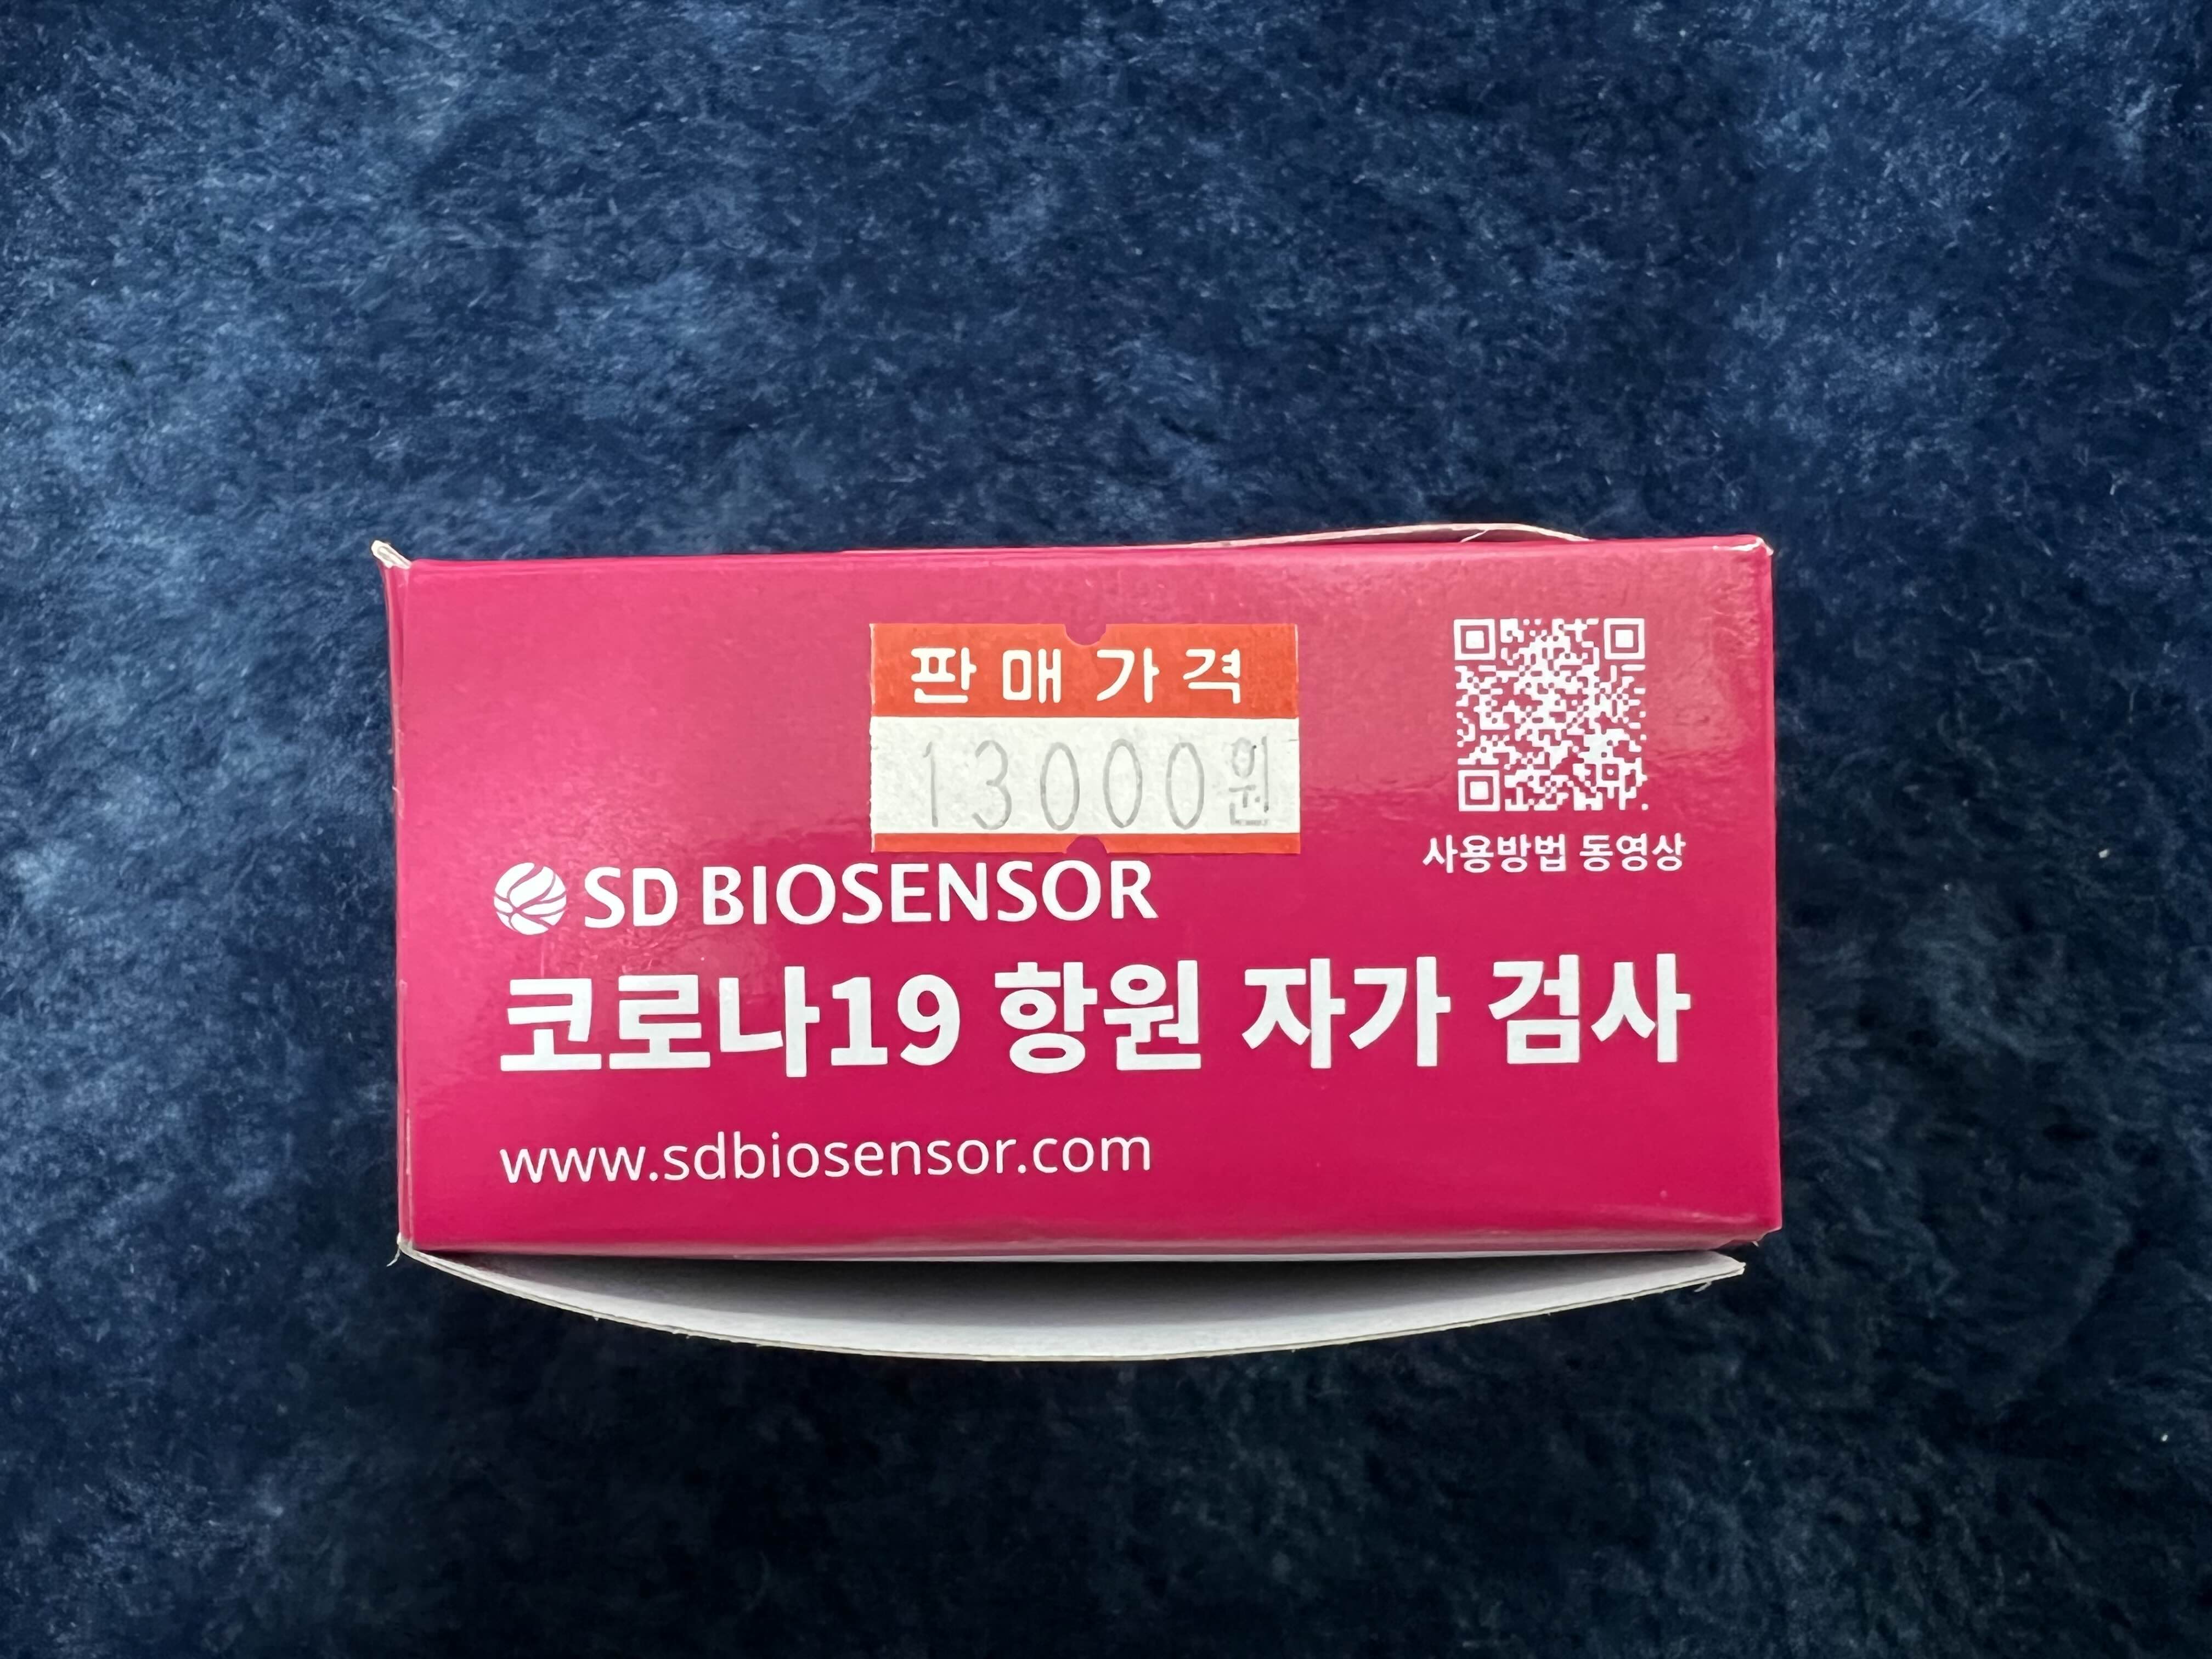 판매가격
13000원
사용방법 동영상
SD BIOSENSOR
코로나19 항원 자가 검사
www.sdbiosensor.com